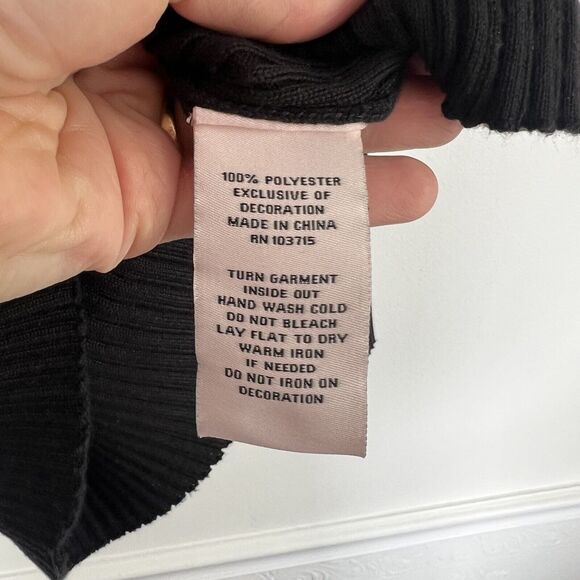 100% POLYESTER
EXCLUSIVE OF
DECORATION
MADE IN CHINA
RN 103715
TURN GARMENT
INSIDE OUT
HAND WASH COLD
DO NOT BLEACH
LAY FLAT TO DRY
WARM IRON
IF NEEDED
DO NOT IRON ON
DECORATION